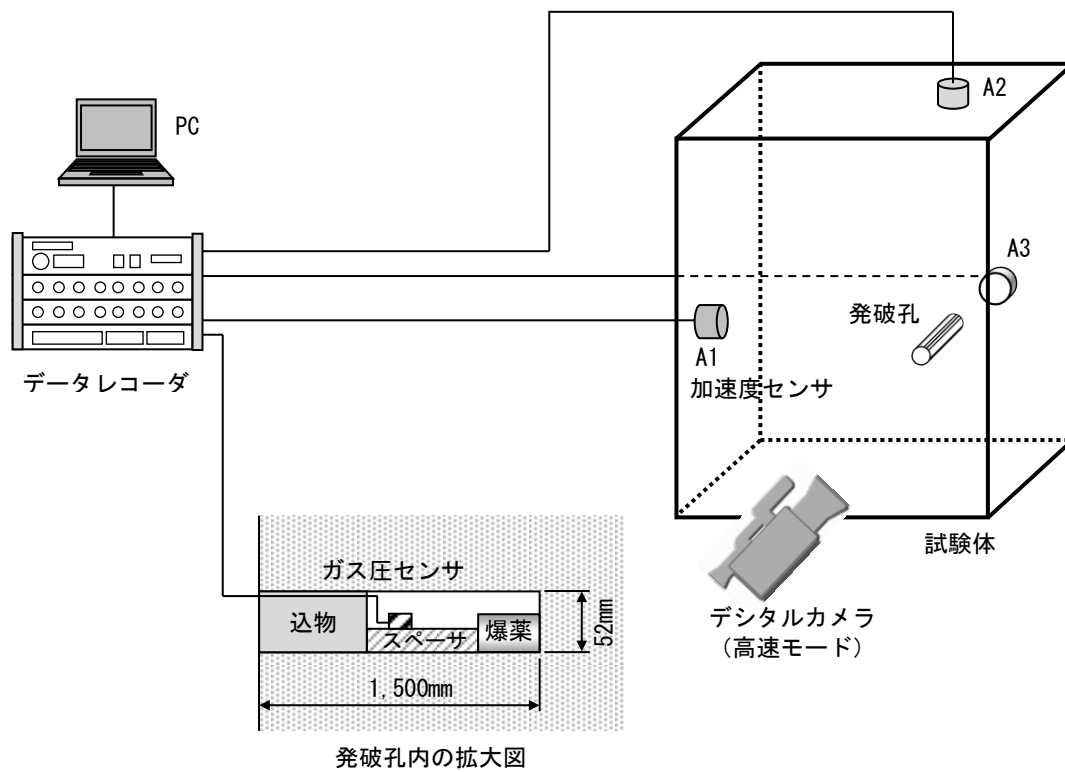 A2
PC
A3
発破孔
A1
加速度センサ
データレコーダ
試験体
ガス圧センサ
込物
スペーサ
爆薬
52mm
デシタルカメラ
(高速モード)
1,500mm
発破孔内の拡大図